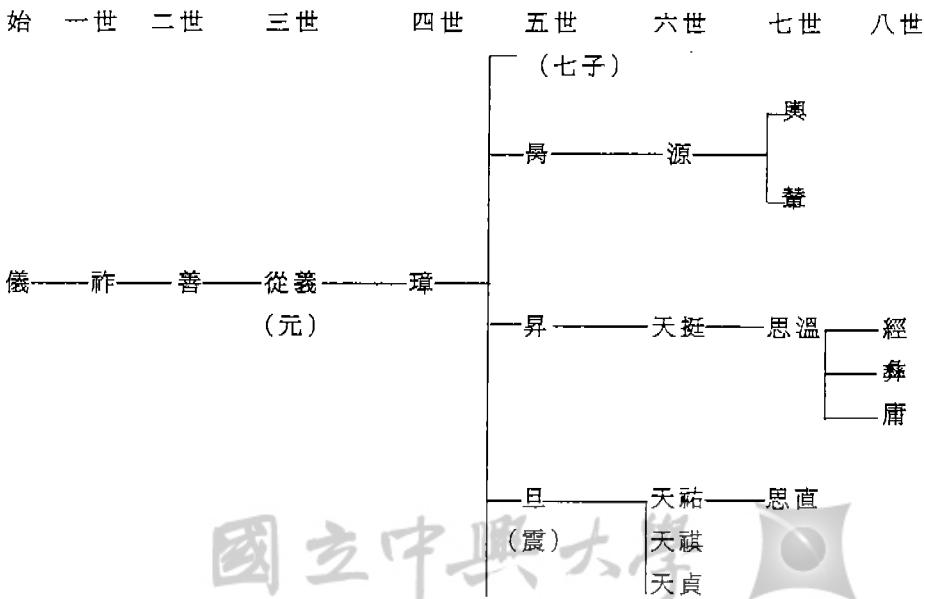 始 一世 二世 三世 四世 五世 六世 七世 八世
(七子)
輿
昺 源
輦
儀 祚 善 從義 璋
(元)
昇 天挺 思溫 經
彝
庸
旦 天祐 思直
(震) 天祺
天貞
國立中興大學